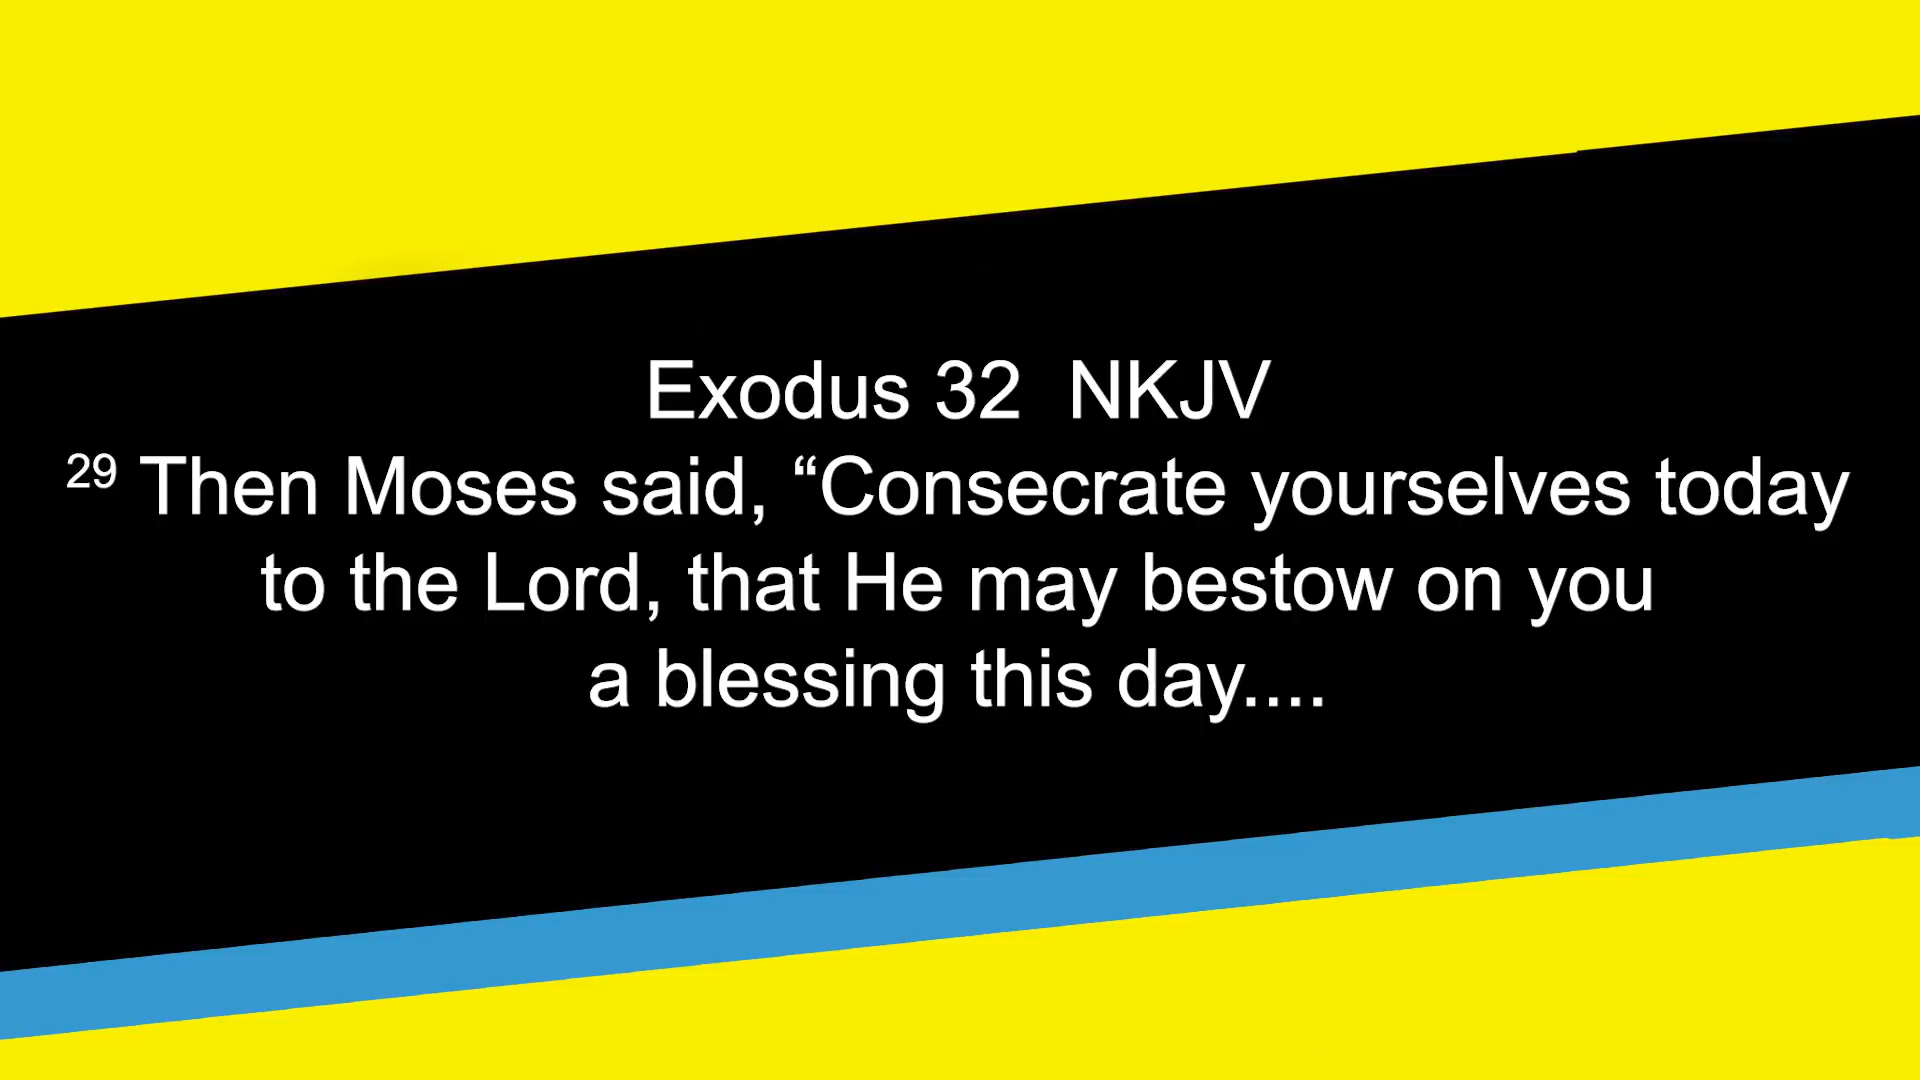 Exodus 32  NKJV
29 Then Moses said, “Consecrate yourselves today
to the Lord, that He may bestow on you
a blessing this day....